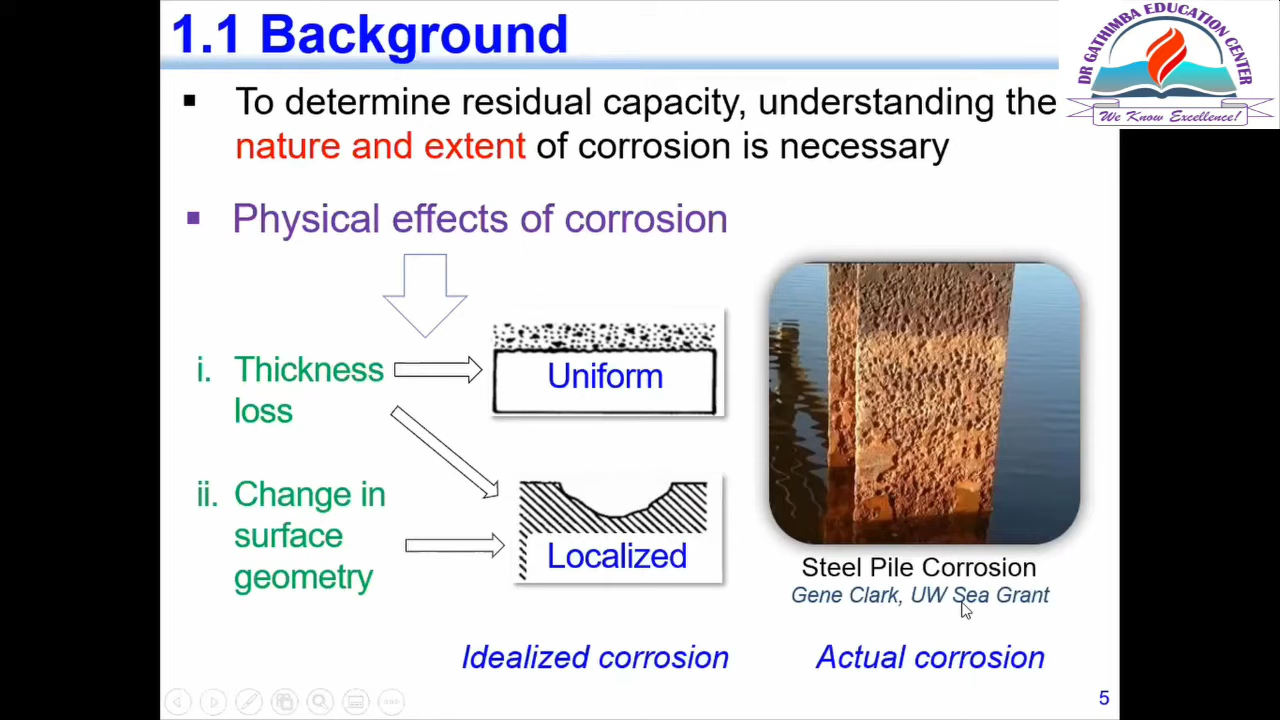 1.1 Background
DR GATHIMBA EDUCATION CENTER
We Know Excellence!
▪ To determine residual capacity, understanding the
nature and extent of corrosion is necessary
▪ Physical effects of corrosion
i. Thickness
loss
Uniform
ii. Change in
surface
geometry
Localized
Steel Pile Corrosion
Gene Clark, UW Sea Grant
Idealized corrosion
Actual corrosion
5